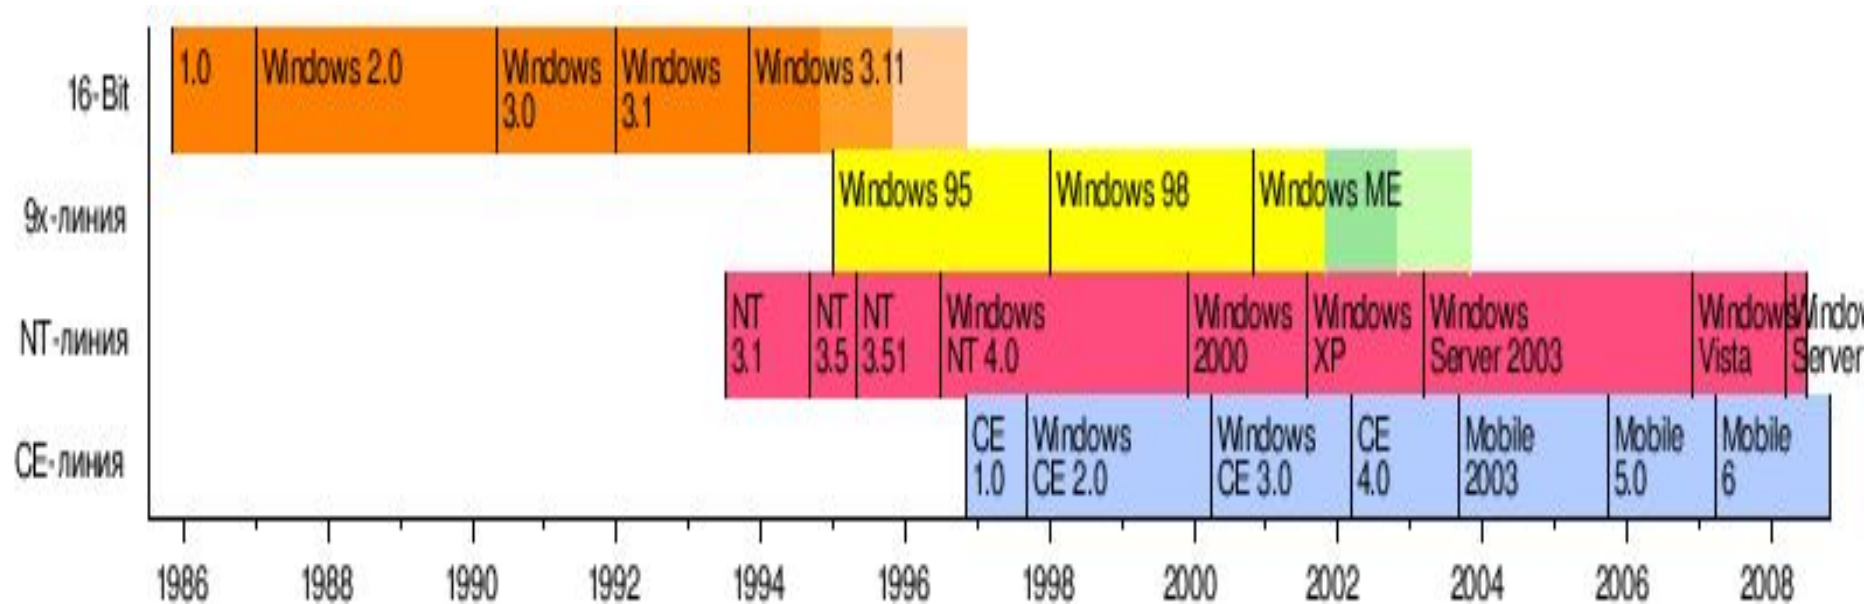 16-Bit
1.0
Windows 2.0
Windows
3.0
Windows
3.1
Windows 3.11
9x-линия
Windows 95
Windows 98
Windows ME
NT-линия
NT
3.1
NT
3.5
NT
3.51
Windows
NT 4.0
Windows
2000
Windows
XP
Windows
Server 2003
Windows
Vista
Window
Server
CE-линия
CE
1.0
Windows
CE 2.0
Windows
CE 3.0
CE
4.0
Mobile
2003
Mobile
5.0
Mobile
6
1986 1988 1990 1992 1994 1996 1998 2000 2002 2004 2006 2008